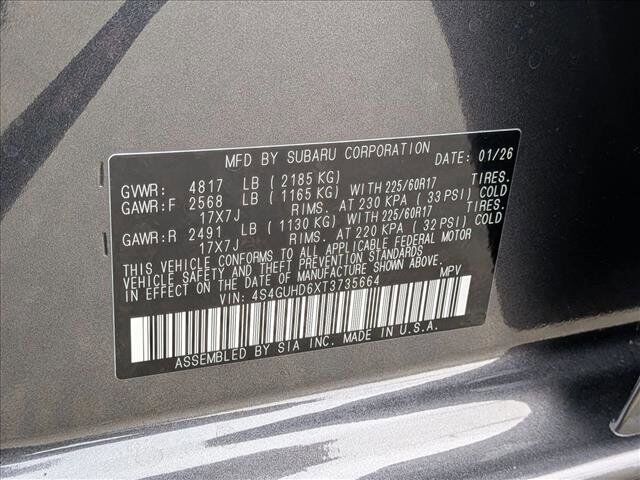 MFD BY SUBARU CORPORATION DATE: 01/26
GVWR: 4817 LB ( 2185 KG)
GAWR:F 2568 LB ( 1165 KG) WITH 225/60R17 TIRES.
17X7J RIMS. AT 230 KPA ( 33 PSI) COLD
GAWR:R 2491 LB ( 1130 KG) WITH 225/60R17 TIRES.
17X7J RIMS. AT 220 KPA ( 32 PSI) COLD
THIS VEHICLE CONFORMS TO ALL APPLICABLE FEDERAL MOTOR
VEHICLE SAFETY AND THEFT PREVENTION STANDARDS
IN EFFECT ON THE DATE OF MANUFACTURE SHOWN ABOVE.
VIN: 4S4GUHD6XT3735664 MPV
ASSEMBLED BY SIA INC. MADE IN U.S.A.